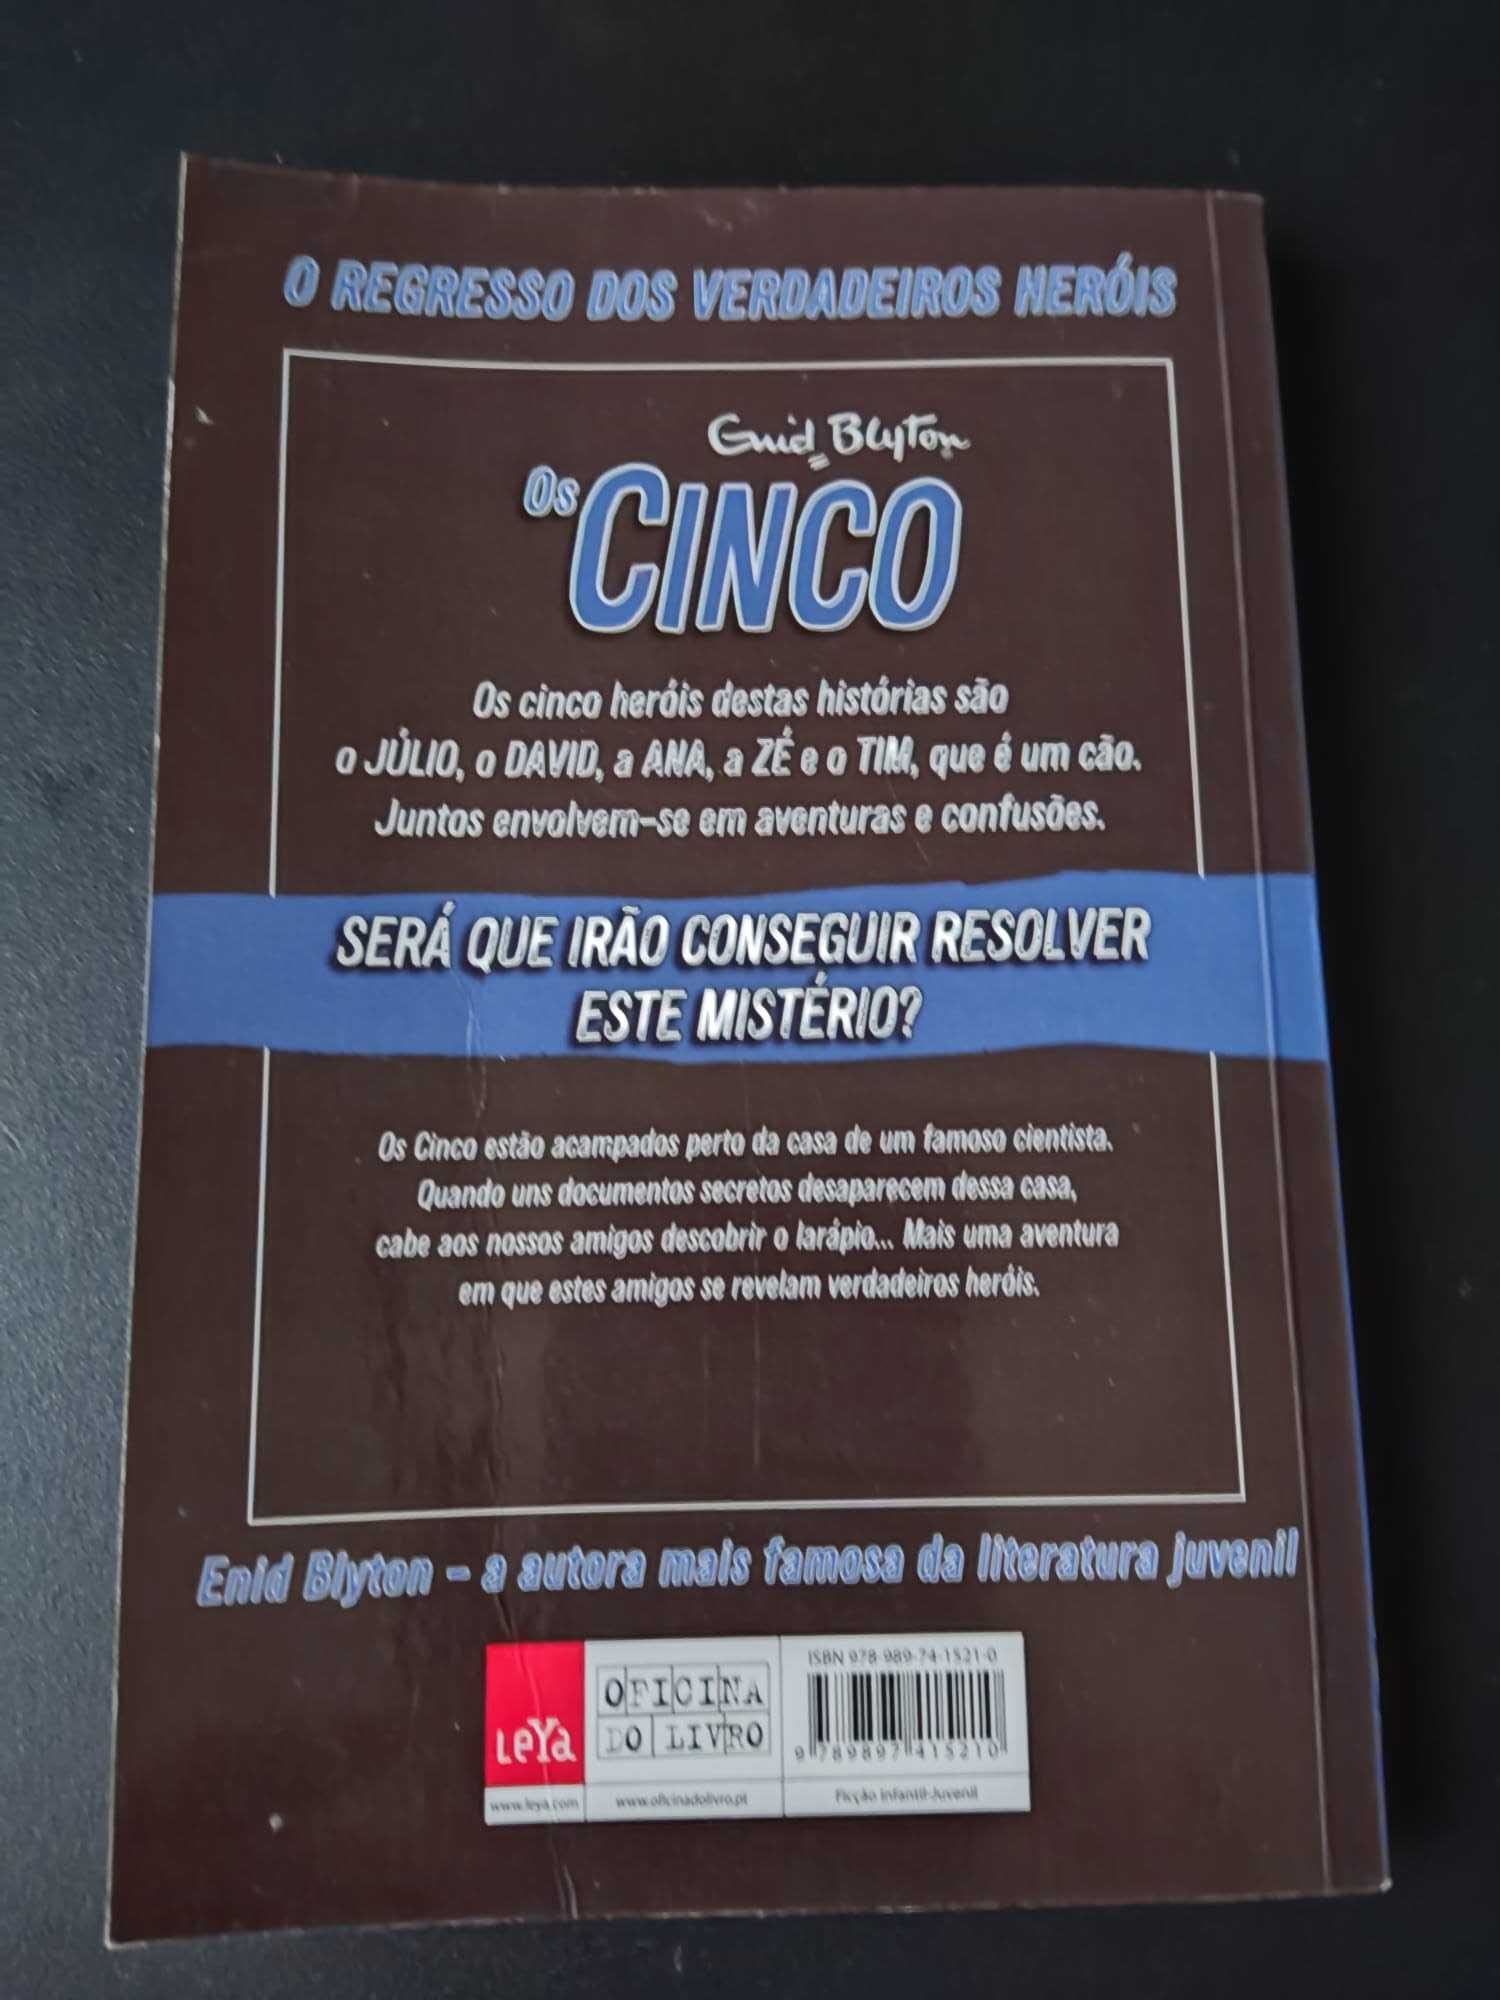 O REGRESSO DOS VERDADEIROS HERÓIS
Enid Blyton
Os CINCO
Os cinco heróis destas histórias são
o JÚLIO, o DAVID, a ANA, a ZÉ e o TIM, que é um cão.
Juntos envolvem-se em aventuras e confusões.
SERÁ QUE IRÃO CONSEGUIR RESOLVER
ESTE MISTÉRIO?
Os Cinco estão acampados perto da casa de um famoso cientista.
Quando uns documentos secretos desaparecem dessa casa,
cabe aos nossos amigos descobrir o larápio... Mais uma aventura
em que estes amigos se revelam verdadeiros heróis.
Enid Blyton – a autora mais famosa da literatura juvenil
LEYA
www.leya.com
OFICINA
DO LIVRO
www.oficinadolivro.pt
ISBN 978-989-74-1521-0
9 789897 415210
Ficção Infantil-Juvenil